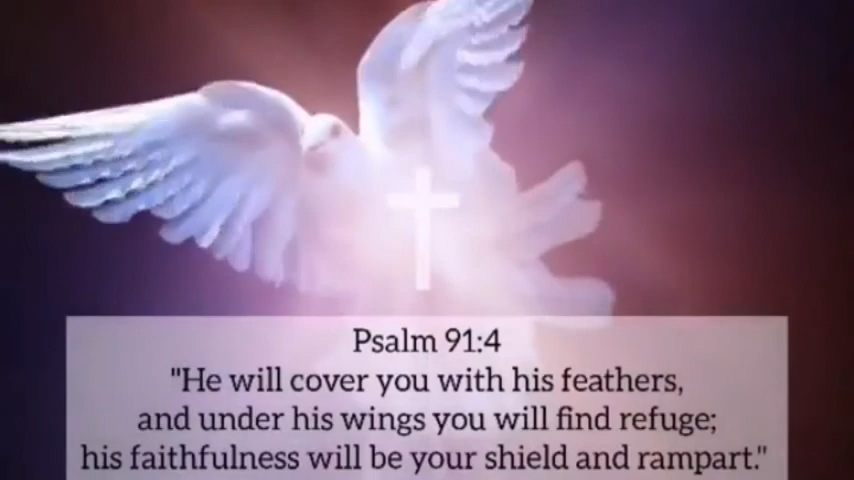 Psalm 91:4
"He will cover you with his feathers,
and under his wings you will find refuge;
his faithfulness will be your shield and rampart."